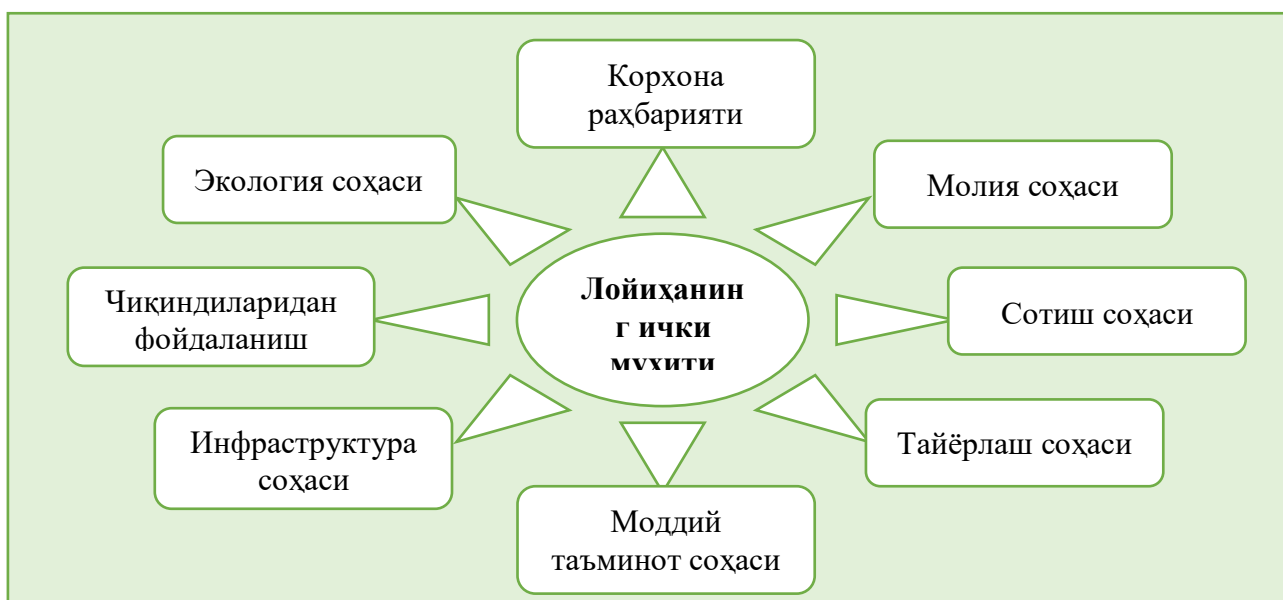 Корхона
раҳбарияти
Экология соҳаси
Молия соҳаси
Чиқиндиларидан
фойдаланиш
Лойиҳанин
г ички
муҳити
Сотиш соҳаси
Инфраструктура
соҳаси
Тайёрлаш соҳаси
Моддий
таъминот соҳаси